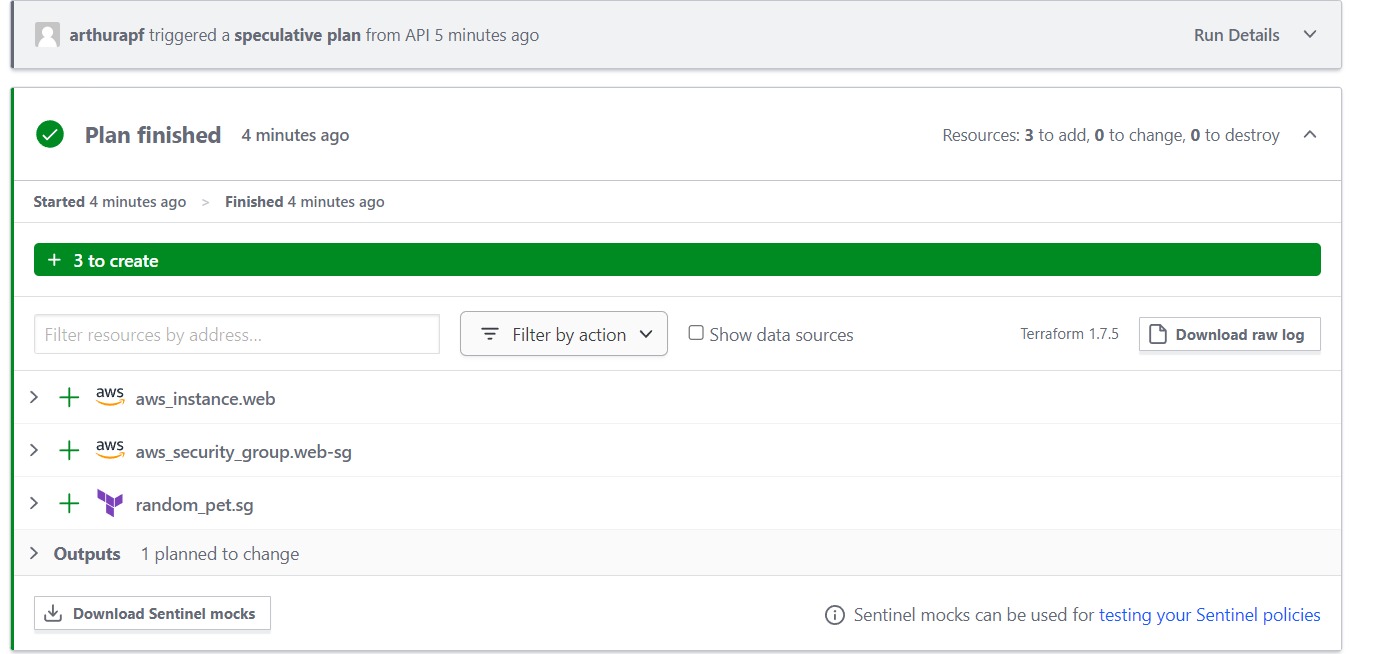 arthurapf triggered a speculative plan from API 5 minutes ago
Run Details
Plan finished 4 minutes ago
Resources: 3 to add, 0 to change, 0 to destroy
Started 4 minutes ago > Finished 4 minutes ago
+ 3 to create
Filter resources by address...
Filter by action
Show data sources
Terraform 1.7.5
Download raw log
aws aws_instance.web
aws aws_security_group.web-sg
random_pet.sg
Outputs 1 planned to change
Download Sentinel mocks
Sentinel mocks can be used for testing your Sentinel policies